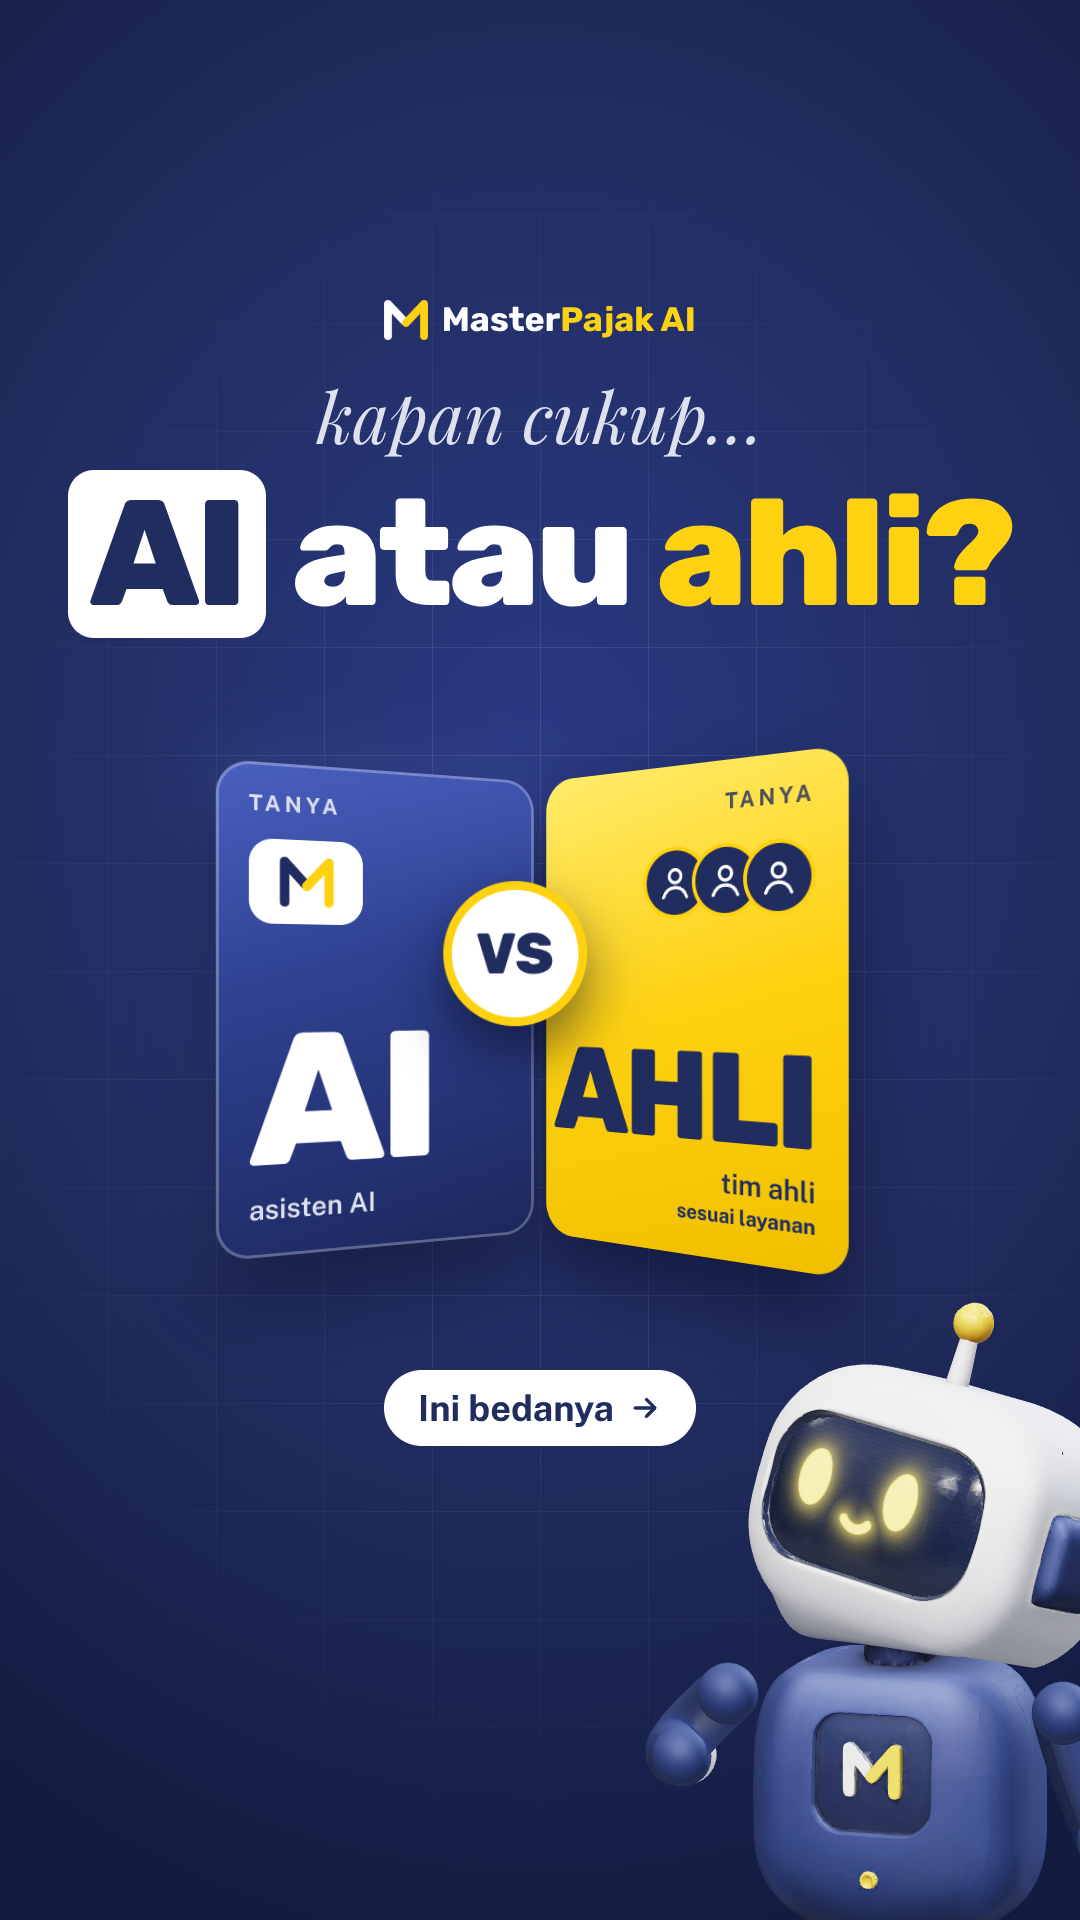 MasterPajak AI
kapan cukup...
AI atau ahli?
TANYA
AI
asisten AI
VS
TANYA
AHLI
tim ahli
sesuai layanan
Ini bedanya →
M